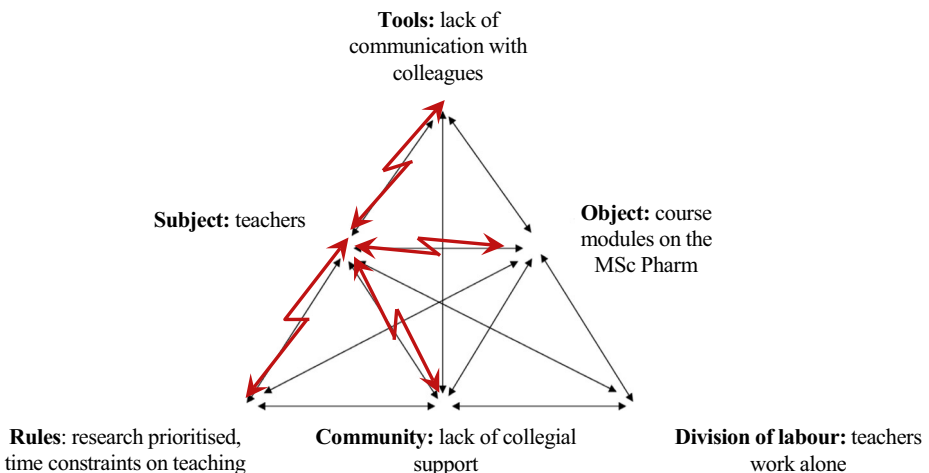 Tools: lack of
communication with
colleagues
Subject: teachers
Object: course
modules on the
MSc Pharm
Rules: research prioritised,
time constraints on teaching
Community: lack of collegial
support
Division of labour: teachers
work alone